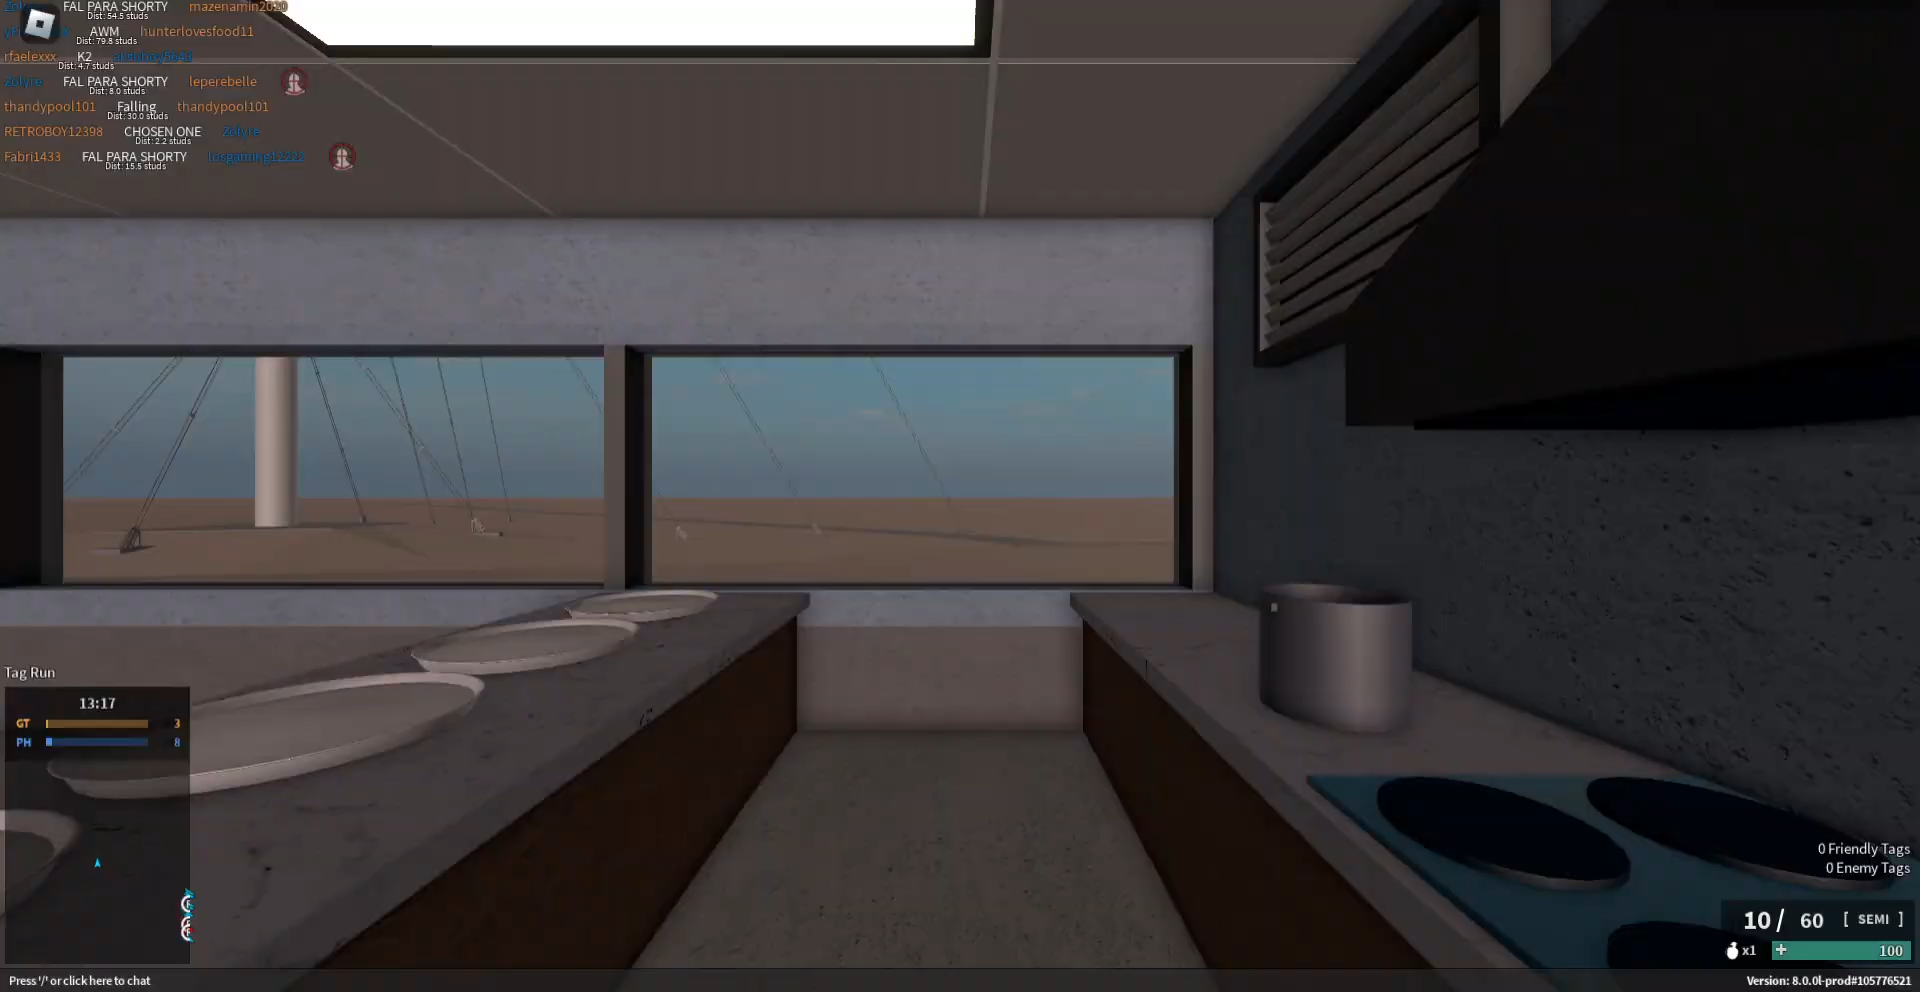 FAL PARA SHORTY mazenamin2020
Dist: 54.5 studs
AWM hunterlovesfood11
Dist: 79.8 studs
rfaelexxx K2
Dist: 4.7 studs
zolyre FAL PARA SHORTY leperebelle
Dist: 8.0 studs
thandypool101 Falling thandypool101
Dist: 30.0 studs
RETROBOY12398 CHOSEN ONE Zolyre
Dist: 2.2 studs
Fabri1433 FAL PARA SHORTY
Dist: 15.5 studs
Tag Run
13:17
GT 3
PH 8
0 Friendly Tags
0 Enemy Tags
10/ 60 [ SEMI ]
x1 + 100
Press '/' or click here to chat
Version: 8.0.0l-prod#105776521